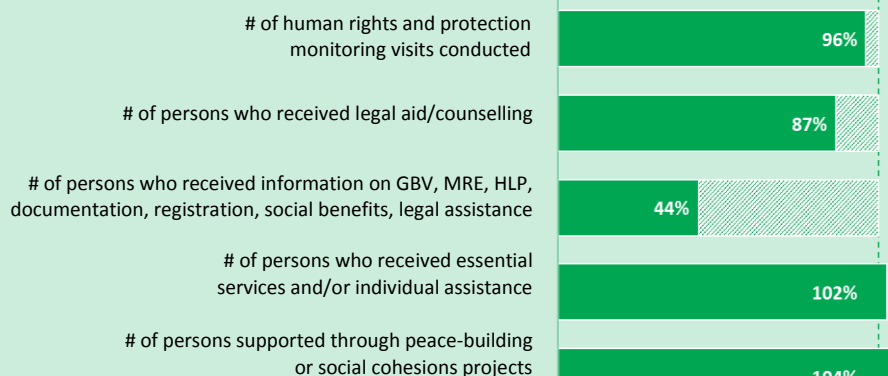 # of human rights and protection
monitoring visits conducted
96%
# of persons who received legal aid/counselling
87%
# of persons who received information on GBV, MRE, HLP,
documentation, registration, social benefits, legal assistance
44%
# of persons who received essential
services and/or individual assistance
102%
# of persons supported through peace-building
or social cohesions projects
104%